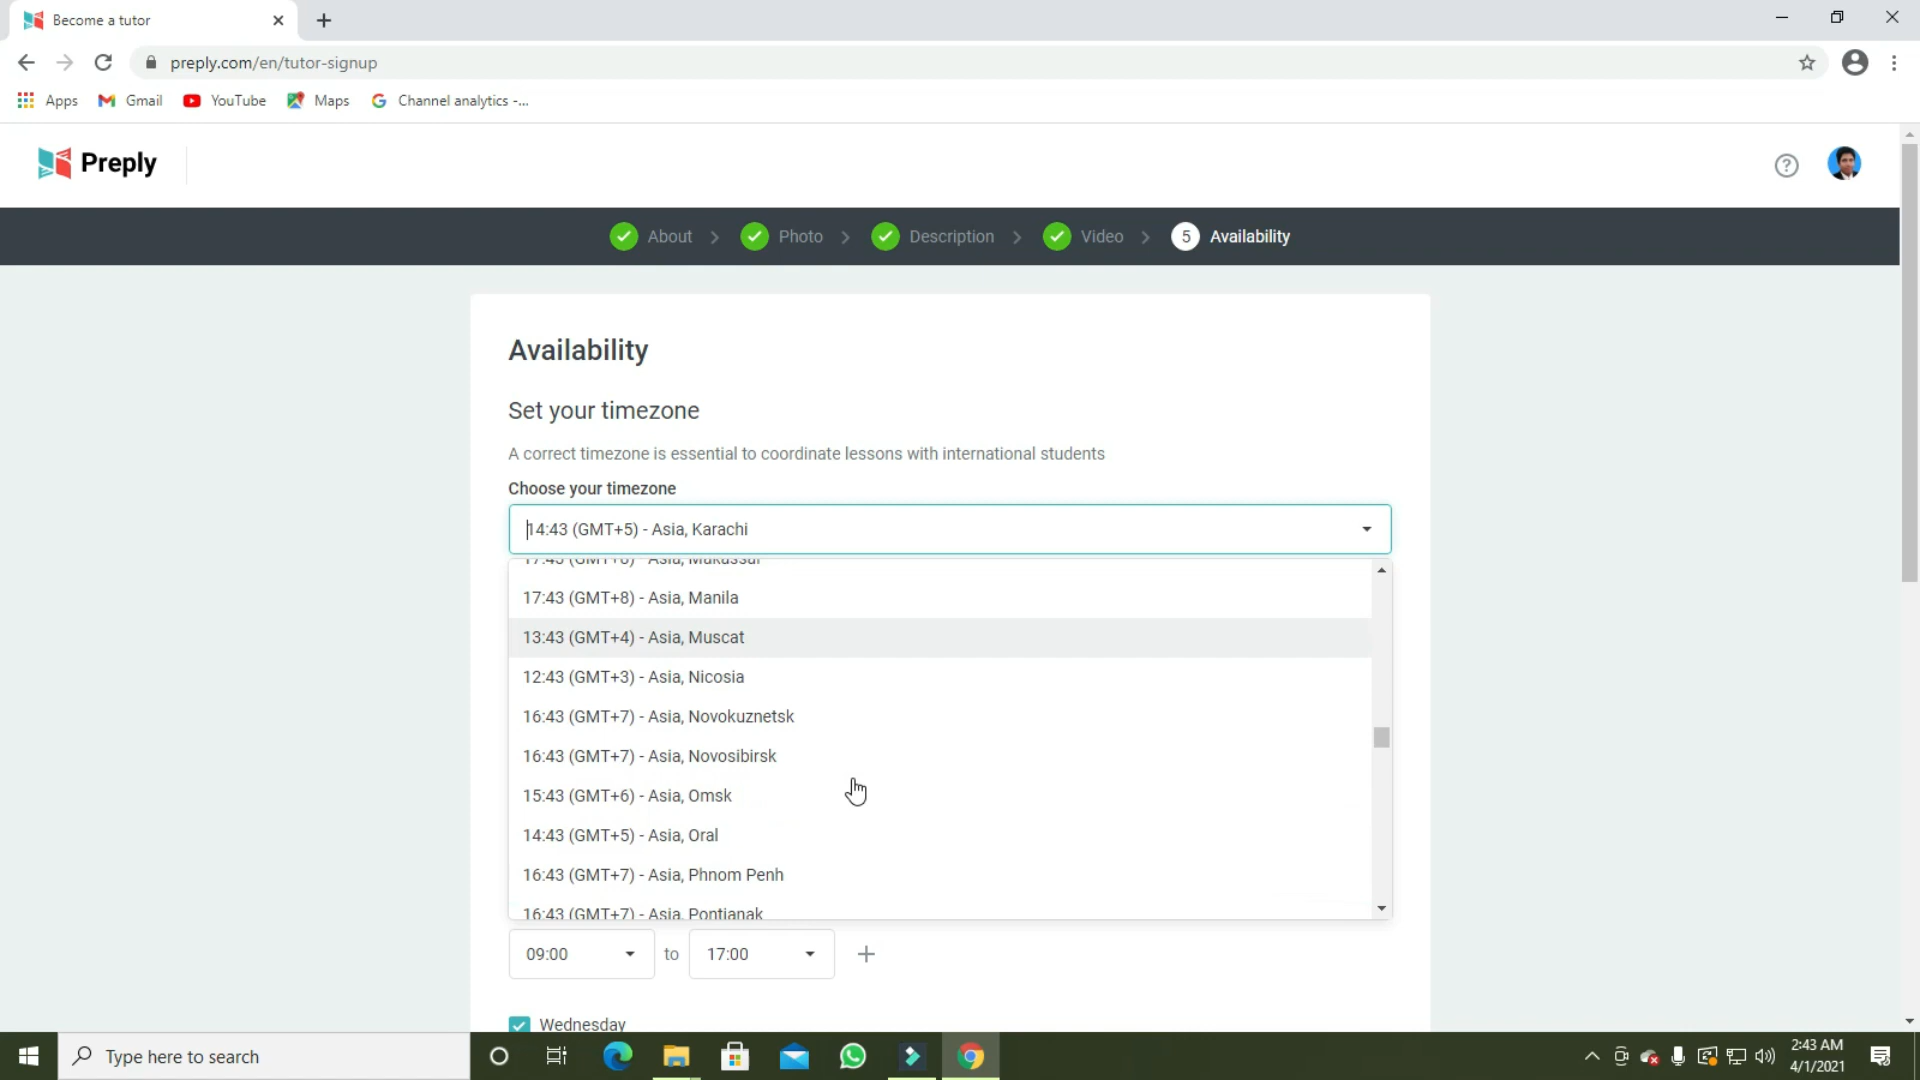 Become a tutor
preply.com/en/tutor-signup
Apps Gmail YouTube Maps Channel analytics -...
Preply
About Photo Description Video 5 Availability
Availability
Set your timezone
A correct timezone is essential to coordinate lessons with international students
Choose your timezone
14:43 (GMT+5) - Asia, Karachi
17:43 (GMT+8) - Asia, Makassar
17:43 (GMT+8) - Asia, Manila
13:43 (GMT+4) - Asia, Muscat
12:43 (GMT+3) - Asia, Nicosia
16:43 (GMT+7) - Asia, Novokuznetsk
16:43 (GMT+7) - Asia, Novosibirsk
15:43 (GMT+6) - Asia, Omsk
14:43 (GMT+5) - Asia, Oral
16:43 (GMT+7) - Asia, Phnom Penh
16:43 (GMT+7) - Asia, Pontianak
09:00 to 17:00
Wednesday
Type here to search
2:43 AM
4/1/2021